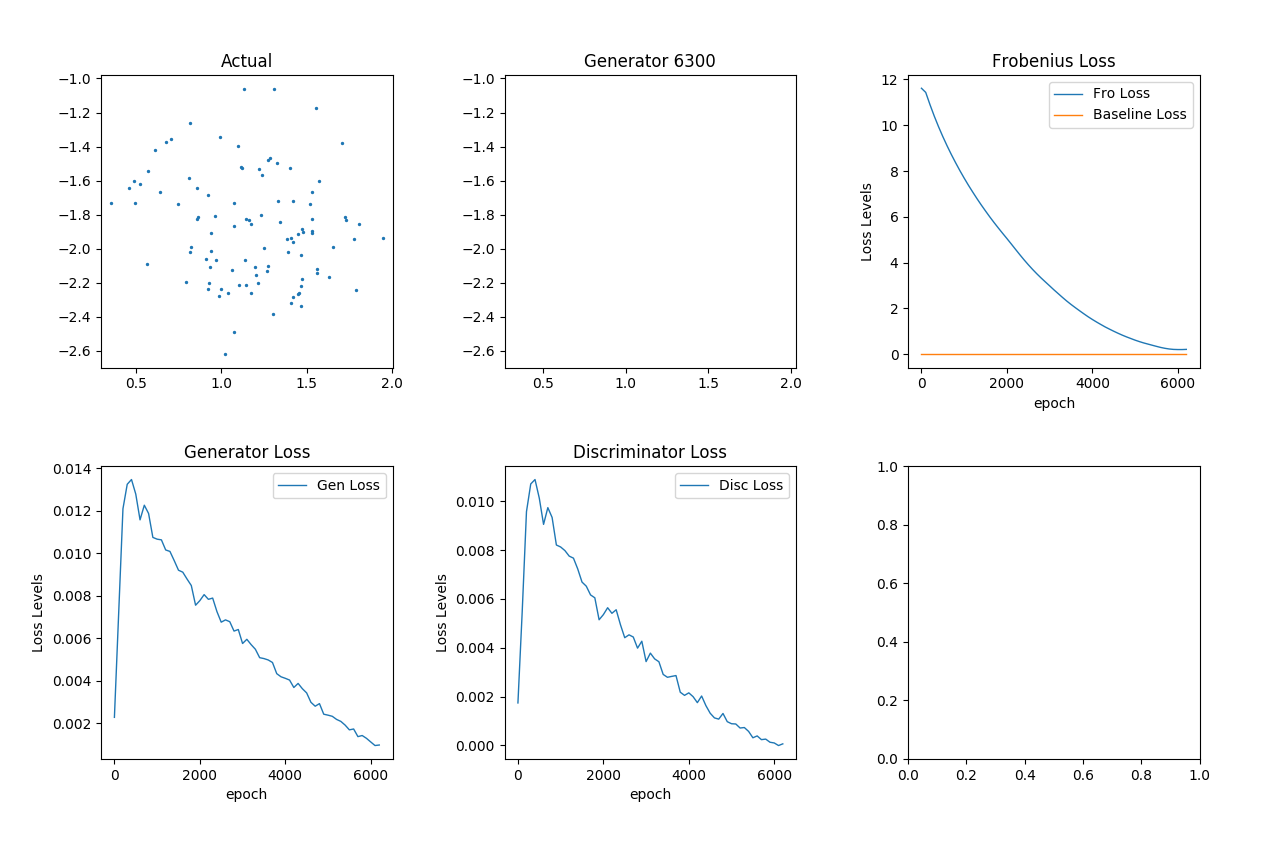 Actual
−1.0
−1.2
−1.4
−1.6
−1.8
−2.0
−2.2
−2.4
−2.6
0.5 1.0 1.5 2.0
Generator 6300
−1.0
−1.2
−1.4
−1.6
−1.8
−2.0
−2.2
−2.4
−2.6
0.5 1.0 1.5 2.0
Frobenius Loss
Fro Loss
Baseline Loss
Loss Levels
12
10
8
6
4
2
0
0 2000 4000 6000
epoch
Generator Loss
Gen Loss
Loss Levels
0.014
0.012
0.010
0.008
0.006
0.004
0.002
0 2000 4000 6000
epoch
Discriminator Loss
Disc Loss
Loss Levels
0.010
0.008
0.006
0.004
0.002
0.000
0 2000 4000 6000
epoch
1.0
0.8
0.6
0.4
0.2
0.0
0.0 0.2 0.4 0.6 0.8 1.0